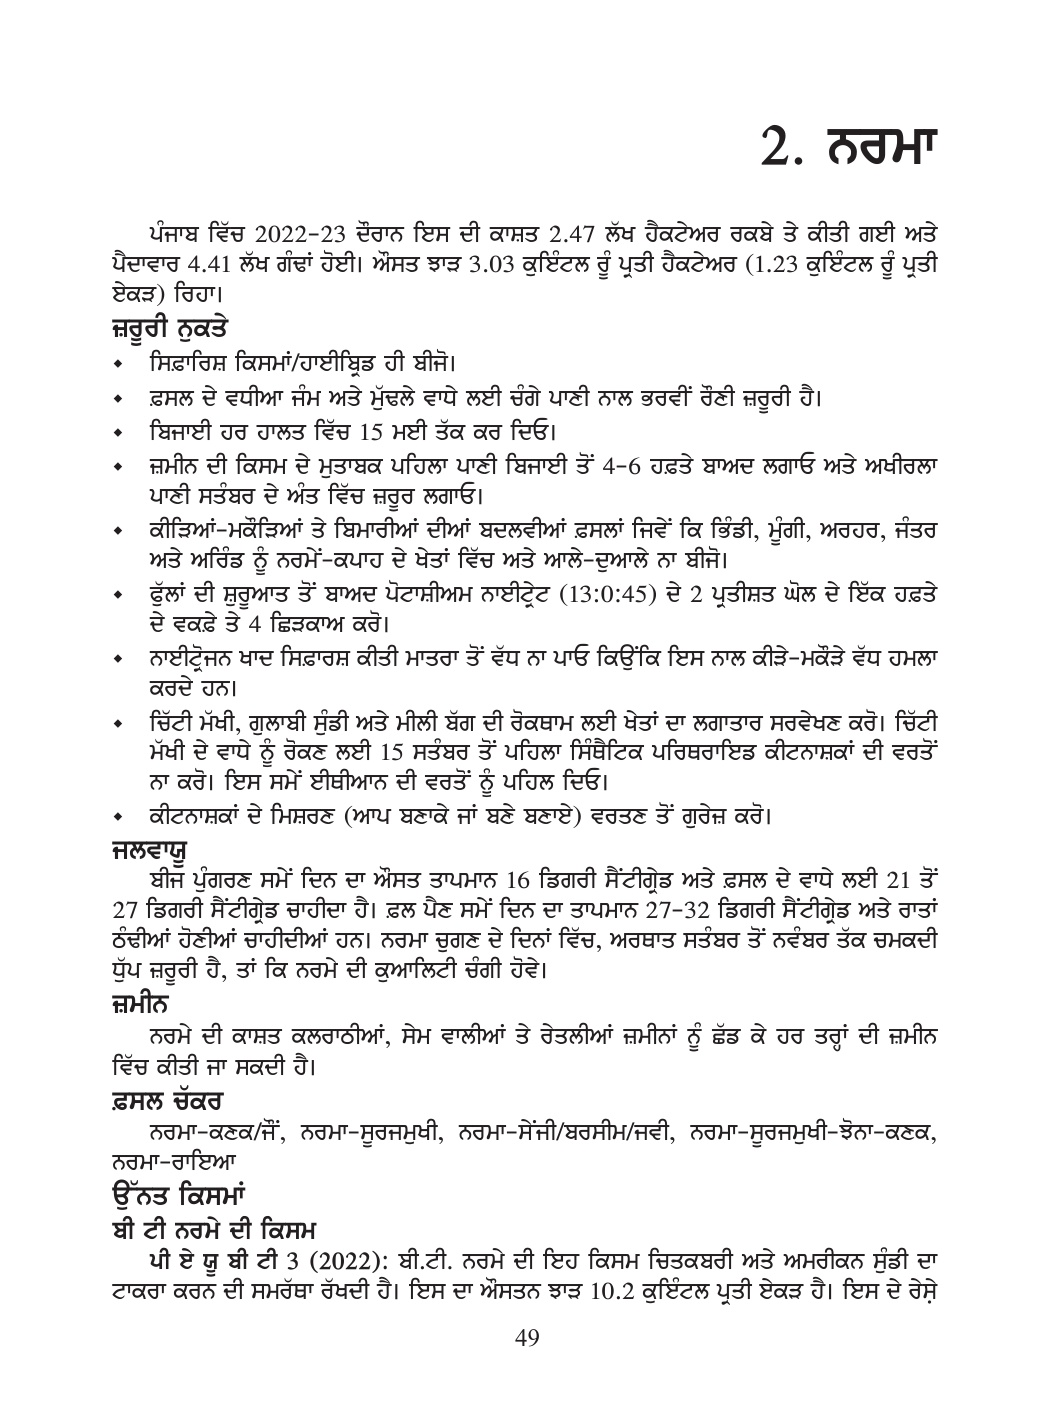 2. ਨਰਮਾ
ਪੰਜਾਬ ਵਿੱਚ 2022-23 ਦੌਰਾਨ ਇਸ ਦੀ ਕਾਸ਼ਤ 2.47 ਲੱਖ ਹੈਕਟੇਅਰ ਰਕਬੇ ਤੇ ਕੀਤੀ ਗਈ ਅਤੇ
ਪੈਦਾਵਾਰ 4.41 ਲੱਖ ਗੰਢਾਂ ਹੋਈ। ਔਸਤ ਝਾੜ 3.03 ਕੁਇੰਟਲ ਰੂੰ ਪ੍ਰਤੀ ਹੈਕਟੇਅਰ (1.23 ਕੁਇੰਟਲ ਰੂੰ ਪ੍ਰਤੀ
ਏਕੜ) ਰਿਹਾ।
ਜ਼ਰੂਰੀ ਨੁਕਤੇ
◆ ਸਿਫ਼ਾਰਿਸ਼ ਕਿਸਮਾਂ/ਹਾਈਬ੍ਰਿਡ ਹੀ ਬੀਜੋ।
◆ ਫ਼ਸਲ ਦੇ ਵਧੀਆ ਜੰਮ ਅਤੇ ਮੁੱਢਲੇ ਵਾਧੇ ਲਈ ਚੰਗੇ ਪਾਣੀ ਨਾਲ ਭਰਵੀਂ ਰੌਣੀ ਜ਼ਰੂਰੀ ਹੈ।
◆ ਬਿਜਾਈ ਹਰ ਹਾਲਤ ਵਿੱਚ 15 ਮਈ ਤੱਕ ਕਰ ਦਿਓ।
◆ ਜ਼ਮੀਨ ਦੀ ਕਿਸਮ ਦੇ ਮੁਤਾਬਕ ਪਹਿਲਾ ਪਾਣੀ ਬਿਜਾਈ ਤੋਂ 4-6 ਹਫ਼ਤੇ ਬਾਅਦ ਲਗਾਓ ਅਤੇ ਅਖੀਰਲਾ
ਪਾਣੀ ਸਤੰਬਰ ਦੇ ਅੰਤ ਵਿੱਚ ਜ਼ਰੂਰ ਲਗਾਓ।
◆ ਕੀੜਿਆਂ-ਮਕੌੜਿਆਂ ਤੇ ਬਿਮਾਰੀਆਂ ਦੀਆਂ ਬਦਲਵੀਆਂ ਫ਼ਸਲਾਂ ਜਿਵੇਂ ਕਿ ਭਿੰਡੀ, ਮੂੰਗੀ, ਅਰਹਰ, ਜੰਤਰ
ਅਤੇ ਅਰਿੰਡ ਨੂੰ ਨਰਮੇਂ-ਕਪਾਹ ਦੇ ਖੇਤਾਂ ਵਿੱਚ ਅਤੇ ਆਲੇ-ਦੁਆਲੇ ਨਾ ਬੀਜੋ।
◆ ਫੁੱਲਾਂ ਦੀ ਸ਼ੁਰੂਆਤ ਤੋਂ ਬਾਅਦ ਪੋਟਾਸ਼ੀਅਮ ਨਾਈਟ੍ਰੇਟ (13:0:45) ਦੇ 2 ਪ੍ਰਤੀਸ਼ਤ ਘੋਲ ਦੇ ਇੱਕ ਹਫ਼ਤੇ
ਦੇ ਵਕਫ਼ੇ ਤੇ 4 ਛਿੜਕਾਅ ਕਰੋ।
◆ ਨਾਈਟ੍ਰੋਜਨ ਖਾਦ ਸਿਫ਼ਾਰਸ਼ ਕੀਤੀ ਮਾਤਰਾ ਤੋਂ ਵੱਧ ਨਾ ਪਾਓ ਕਿਉਂਕਿ ਇਸ ਨਾਲ ਕੀੜੇ-ਮਕੌੜੇ ਵੱਧ ਹਮਲਾ
ਕਰਦੇ ਹਨ।
◆ ਚਿੱਟੀ ਮੱਖੀ, ਗੁਲਾਬੀ ਸੁੰਡੀ ਅਤੇ ਮੀਲੀ ਬੱਗ ਦੀ ਰੋਕਥਾਮ ਲਈ ਖੇਤਾਂ ਦਾ ਲਗਾਤਾਰ ਸਰਵੇਖਣ ਕਰੋ। ਚਿੱਟੀ
ਮੱਖੀ ਦੇ ਵਾਧੇ ਨੂੰ ਰੋਕਣ ਲਈ 15 ਸਤੰਬਰ ਤੋਂ ਪਹਿਲਾ ਸਿੰਥੈਟਿਕ ਪਰਿਥਰਾਇਡ ਕੀਟਨਾਸ਼ਕਾਂ ਦੀ ਵਰਤੋਂ
ਨਾ ਕਰੋ। ਇਸ ਸਮੇਂ ਈਥੀਆਨ ਦੀ ਵਰਤੋਂ ਨੂੰ ਪਹਿਲ ਦਿਓ।
◆ ਕੀਟਨਾਸ਼ਕਾਂ ਦੇ ਮਿਸ਼ਰਣ (ਆਪ ਬਣਾਕੇ ਜਾਂ ਬਣੇ ਬਣਾਏ) ਵਰਤਣ ਤੋਂ ਗੁਰੇਜ਼ ਕਰੋ।
ਜਲਵਾਯੂ
ਬੀਜ ਪੁੰਗਰਣ ਸਮੇਂ ਦਿਨ ਦਾ ਔਸਤ ਤਾਪਮਾਨ 16 ਡਿਗਰੀ ਸੈਂਟੀਗ੍ਰੇਡ ਅਤੇ ਫ਼ਸਲ ਦੇ ਵਾਧੇ ਲਈ 21 ਤੋਂ
27 ਡਿਗਰੀ ਸੈਂਟੀਗ੍ਰੇਡ ਚਾਹੀਦਾ ਹੈ। ਫ਼ਲ ਪੈਣ ਸਮੇਂ ਦਿਨ ਦਾ ਤਾਪਮਾਨ 27-32 ਡਿਗਰੀ ਸੈਂਟੀਗ੍ਰੇਡ ਅਤੇ ਰਾਤਾਂ
ਠੰਢੀਆਂ ਹੋਣੀਆਂ ਚਾਹੀਦੀਆਂ ਹਨ। ਨਰਮਾ ਚੁਗਣ ਦੇ ਦਿਨਾਂ ਵਿੱਚ, ਅਰਥਾਤ ਸਤੰਬਰ ਤੋਂ ਨਵੰਬਰ ਤੱਕ ਚਮਕਦੀ
ਧੁੱਪ ਜ਼ਰੂਰੀ ਹੈ, ਤਾਂ ਕਿ ਨਰਮੇ ਦੀ ਕੁਆਲਿਟੀ ਚੰਗੀ ਹੋਵੇ।
ਜ਼ਮੀਨ
ਨਰਮੇ ਦੀ ਕਾਸ਼ਤ ਕਲਰਾਠੀਆਂ, ਸੇਮ ਵਾਲੀਆਂ ਤੇ ਰੇਤਲੀਆਂ ਜ਼ਮੀਨਾਂ ਨੂੰ ਛੱਡ ਕੇ ਹਰ ਤਰ੍ਹਾਂ ਦੀ ਜ਼ਮੀਨ
ਵਿੱਚ ਕੀਤੀ ਜਾ ਸਕਦੀ ਹੈ।
ਫ਼ਸਲ ਚੱਕਰ
ਨਰਮਾ-ਕਣਕ/ਜੌਂ, ਨਰਮਾ-ਸੂਰਜਮੁਖੀ, ਨਰਮਾ-ਸੇਂਜੀ/ਬਰਸੀਮ/ਜਵੀ, ਨਰਮਾ-ਸੂਰਜਮੁਖੀ-ਝੋਨਾ-ਕਣਕ,
ਨਰਮਾ-ਰਾਇਆ
ਉੱਨਤ ਕਿਸਮਾਂ
ਬੀ ਟੀ ਨਰਮੇ ਦੀ ਕਿਸਮ
ਪੀ ਏ ਯੂ ਬੀ ਟੀ 3 (2022): ਬੀ.ਟੀ. ਨਰਮੇ ਦੀ ਇਹ ਕਿਸਮ ਚਿਤਕਬਰੀ ਅਤੇ ਅਮਰੀਕਨ ਸੁੰਡੀ ਦਾ
ਟਾਕਰਾ ਕਰਨ ਦੀ ਸਮਰੱਥਾ ਰੱਖਦੀ ਹੈ। ਇਸ ਦਾ ਔਸਤਨ ਝਾੜ 10.2 ਕੁਇੰਟਲ ਪ੍ਰਤੀ ਏਕੜ ਹੈ। ਇਸ ਦੇ ਰੇਸ਼ੇ
49